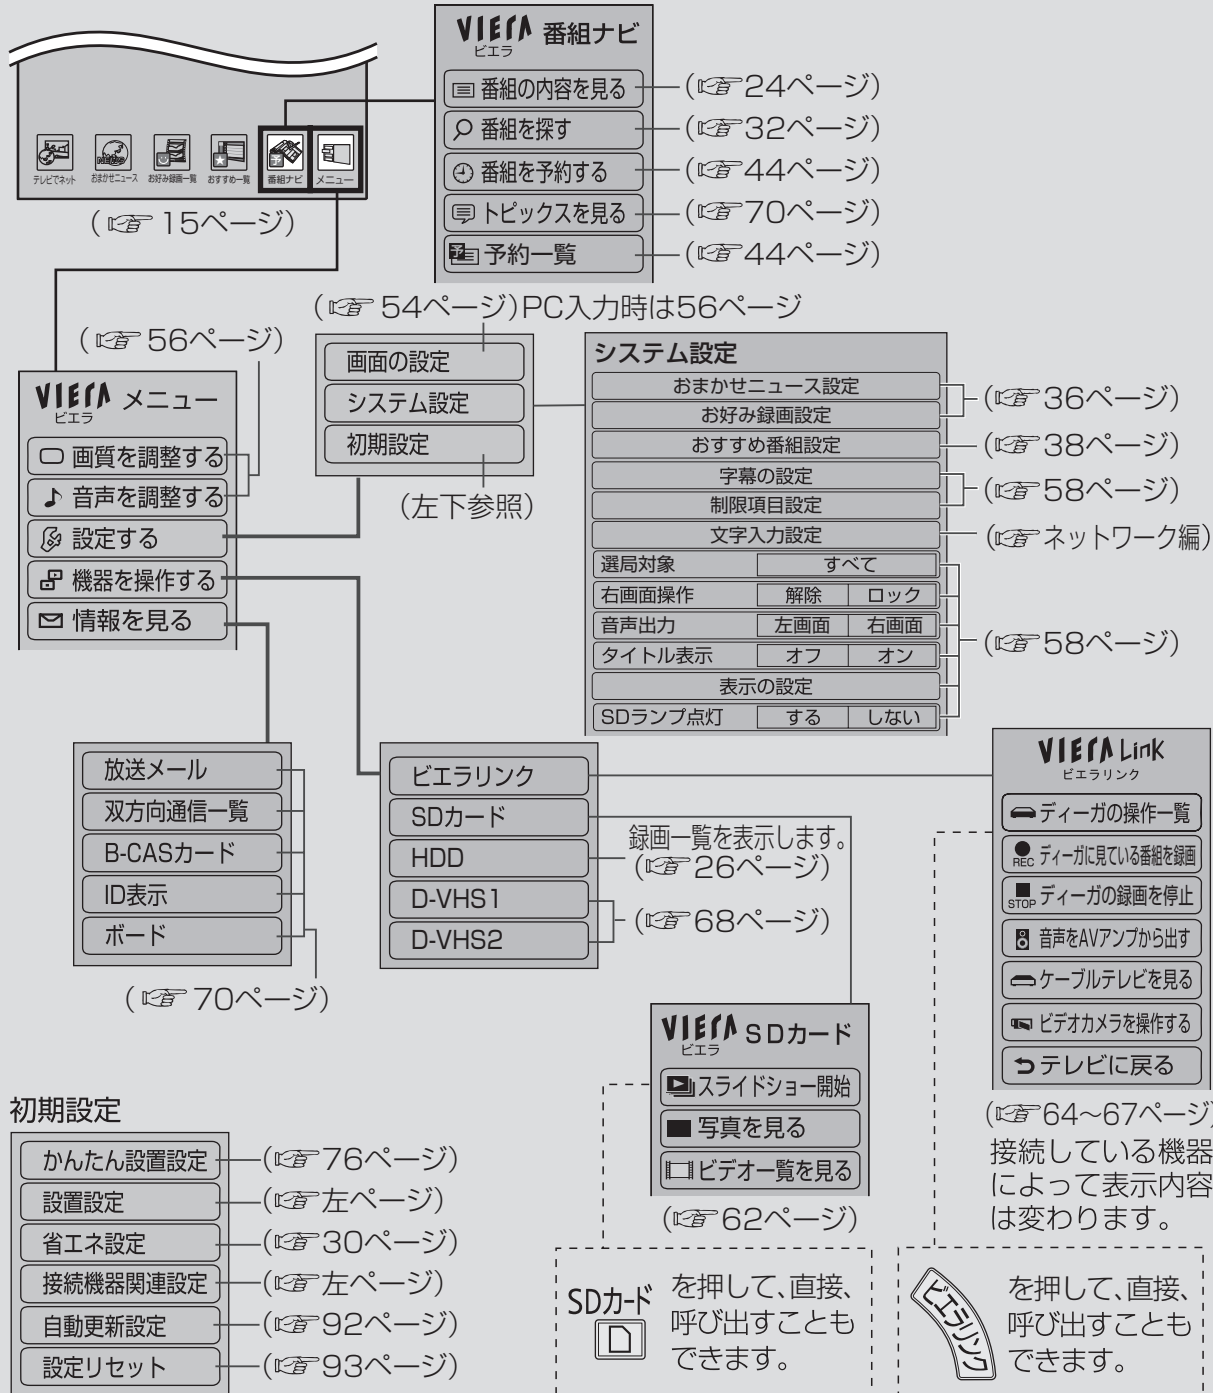 VIERA 番組ナビ
ビエラ
番組の内容を見る (☞24ページ)
番組を探す (☞32ページ)
番組を予約する (☞44ページ)
トピックスを見る (☞70ページ)
予約一覧 (☞44ページ)
テレビでネット おまかせニュース お好み録画一覧 おすすめ一覧 番組ナビ メニュー
(☞15ページ)
(☞54ページ)PC入力時は56ページ
(☞56ページ)
VIERA メニュー
ビエラ
画質を調整する
音声を調整する
設定する
機器を操作する
情報を見る
画面の設定
システム設定
初期設定
(左下参照)
システム設定
おまかせニュース設定
お好み録画設定
(☞36ページ)
おすすめ番組設定 (☞38ページ)
字幕の設定
制限項目設定
(☞58ページ)
文字入力設定 (☞ネットワーク編)
選局対象 すべて
右画面操作 解除 ロック
音声出力 左画面 右画面
タイトル表示 オフ オン
表示の設定
SDランプ点灯 する しない
(☞58ページ)
放送メール
双方向通信一覧
B-CASカード
ID表示
ボード
(☞70ページ)
ビエラリンク
SDカード
HDD
D-VHS1
D-VHS2
録画一覧を表示します。
(☞26ページ)
(☞68ページ)
VIERA Link
ビエラリンク
ディーガの操作一覧
REC ディーガに見ている番組を録画
STOP ディーガの録画を停止
音声をAVアンプから出す
ケーブルテレビを見る
ビデオカメラを操作する
テレビに戻る
(☞64～67ページ)
接続している機器
によって表示内容
は変わります。
VIERA SDカード
ビエラ
スライドショー開始
写真を見る
ビデオ一覧を見る
(☞62ページ)
初期設定
かんたん設置設定 (☞76ページ)
設置設定 (☞左ページ)
省エネ設定 (☞30ページ)
接続機器関連設定 (☞左ページ)
自動更新設定 (☞92ページ)
設定リセット (☞93ページ)
SDカード
を押して、直接、
呼び出すことも
できます。
ビエラリンク
を押して、直接、
呼び出すことも
できます。